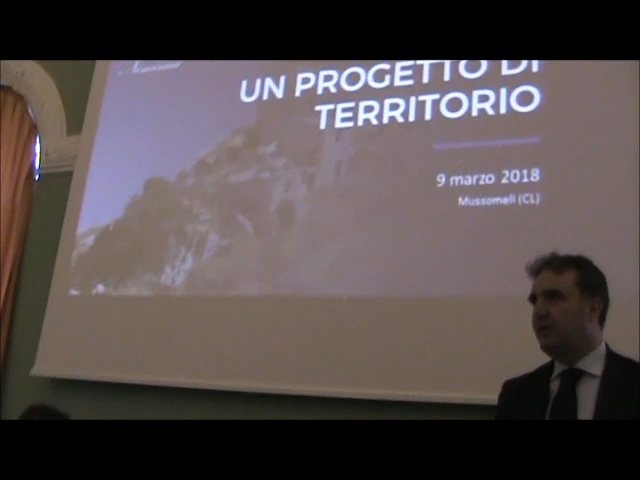 UN PROGETTO DI
TERRITORIO
9 marzo 2018
Mussomeli (CL)